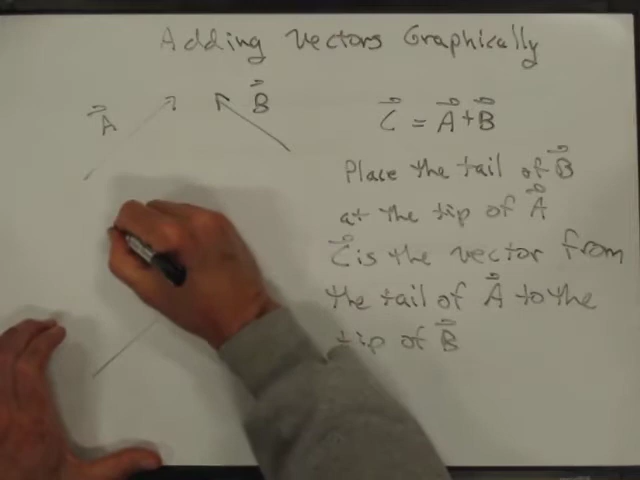 Adding Vectors Graphically
A⃗
B⃗
C⃗ = A⃗ + B⃗
Place the tail of B⃗
at the tip of A⃗
C⃗ is the vector from
the tail of A⃗ to the
tip of B⃗